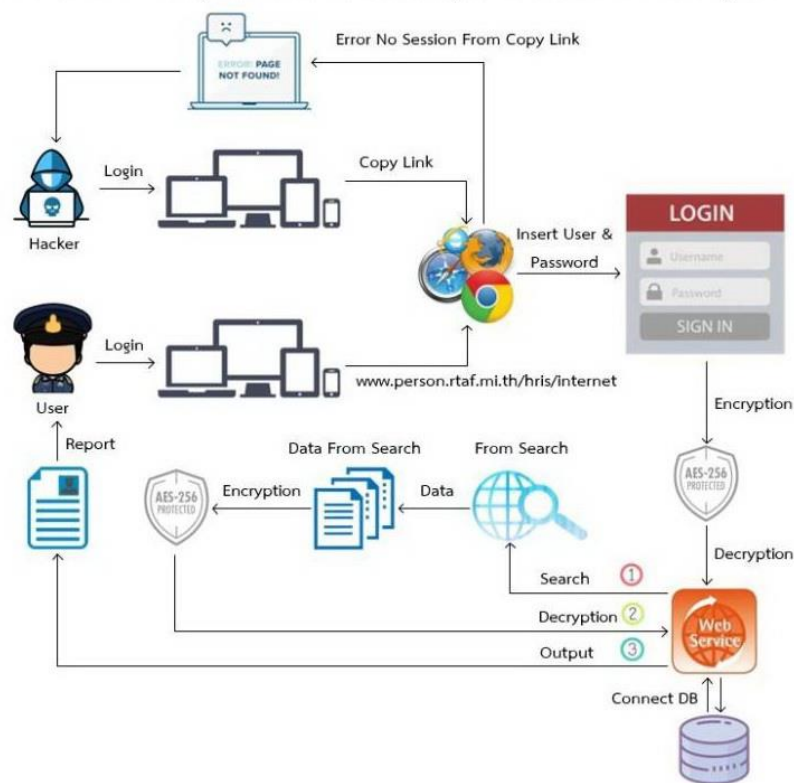 Error No Session From Copy Link
ERROR! PAGE
NOT FOUND!
Login
Copy Link
Hacker
Insert User &
Password
LOGIN
Username
Password
SIGN IN
Login
www.person.rtaf.mi.th/hris/internet
User
Encryption
Report
Data From Search
From Search
AES-256
PROTECTED
Encryption
Data
AES-256
PROTECTED
Decryption
Search ①
Decryption ②
Output ③
Web
Service
Connect DB